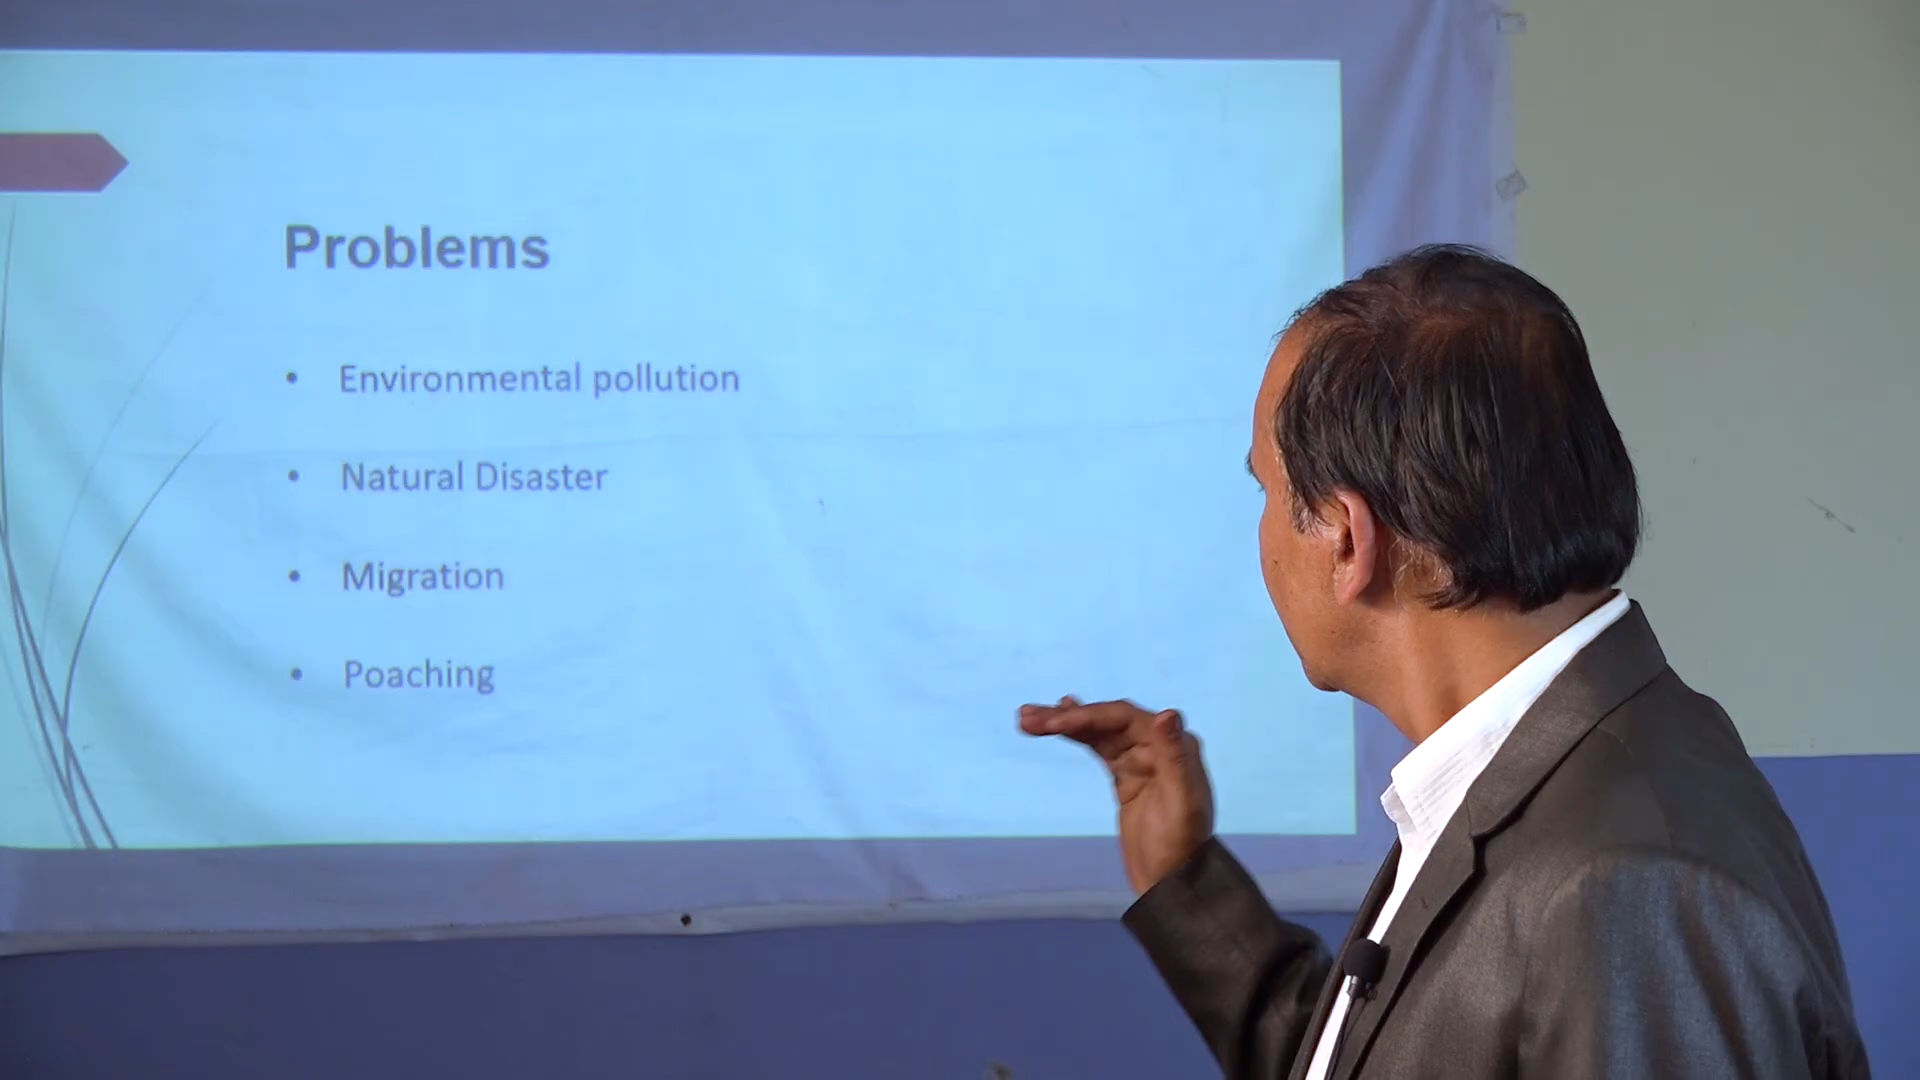 Problems
• Environmental pollution
• Natural Disaster
• Migration
• Poaching